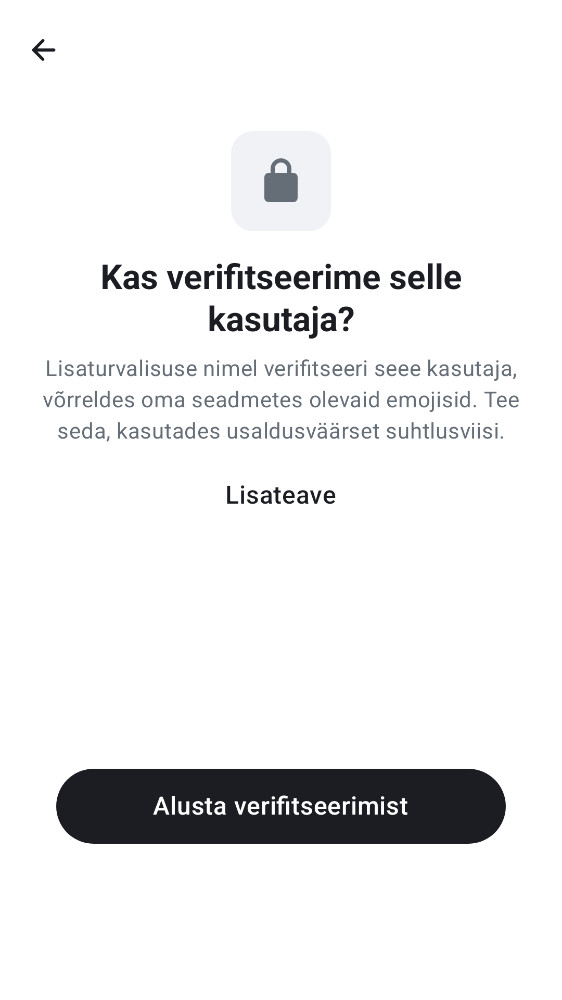 Kas verifitseerime selle
kasutaja?
Lisaturvalisuse nimel verifitseeri seee kasutaja,
võrreldes oma seadmetes olevaid emojisid. Tee
seda, kasutades usaldusväärset suhtlusviisi.
Lisateave
Alusta verifitseerimist